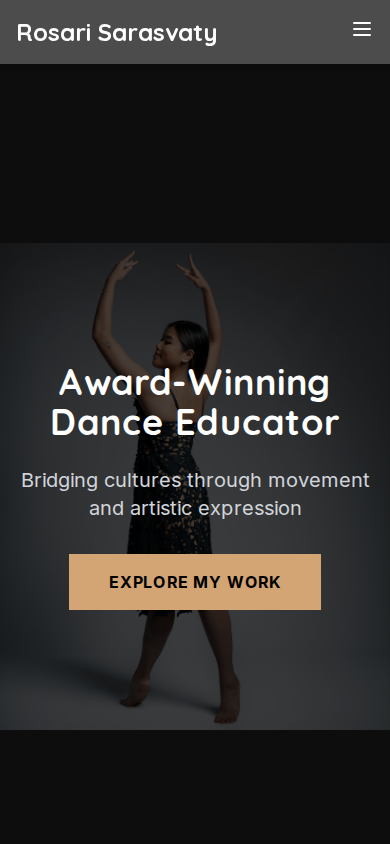 Rosari Sarasvaty
Award-Winning
Dance Educator
Bridging cultures through movement
and artistic expression
EXPLORE MY WORK